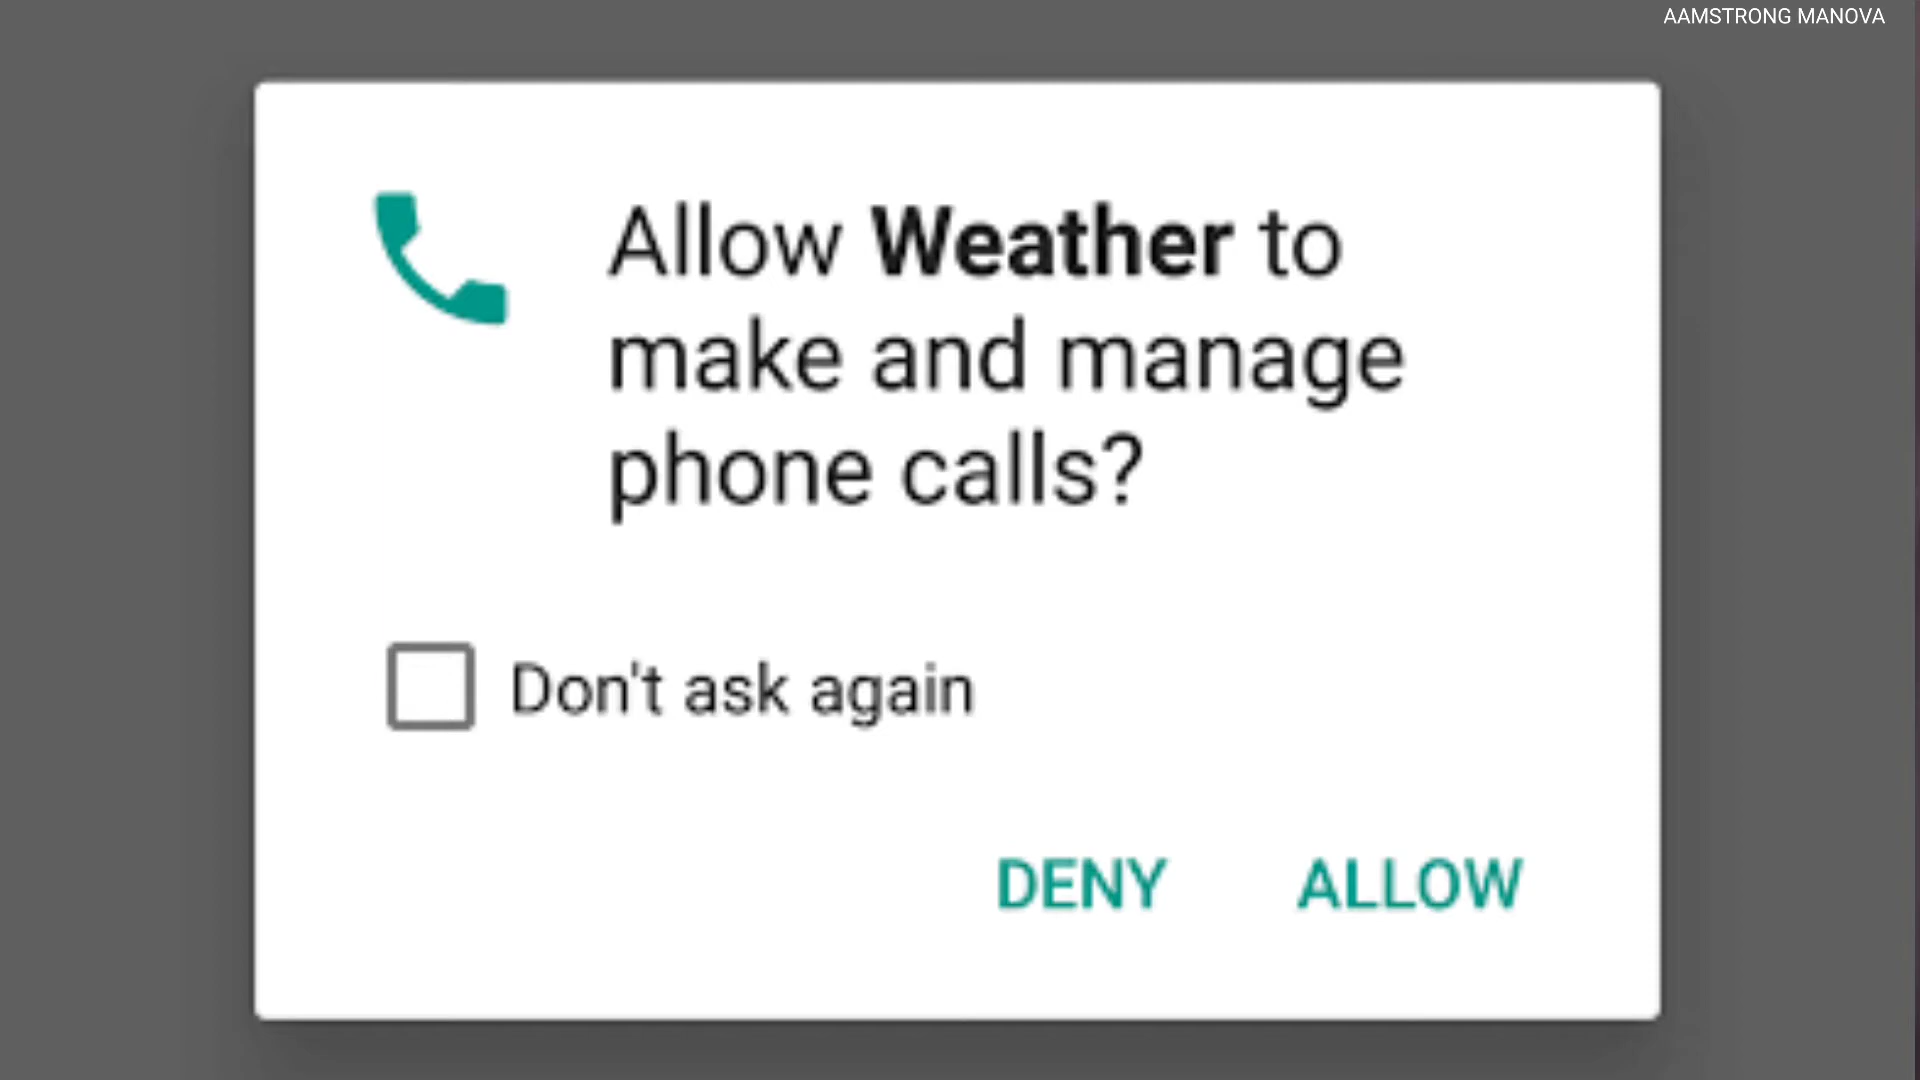 AAMSTRONG MANOVA
Allow Weather to
make and manage
phone calls?
Don't ask again
DENY ALLOW